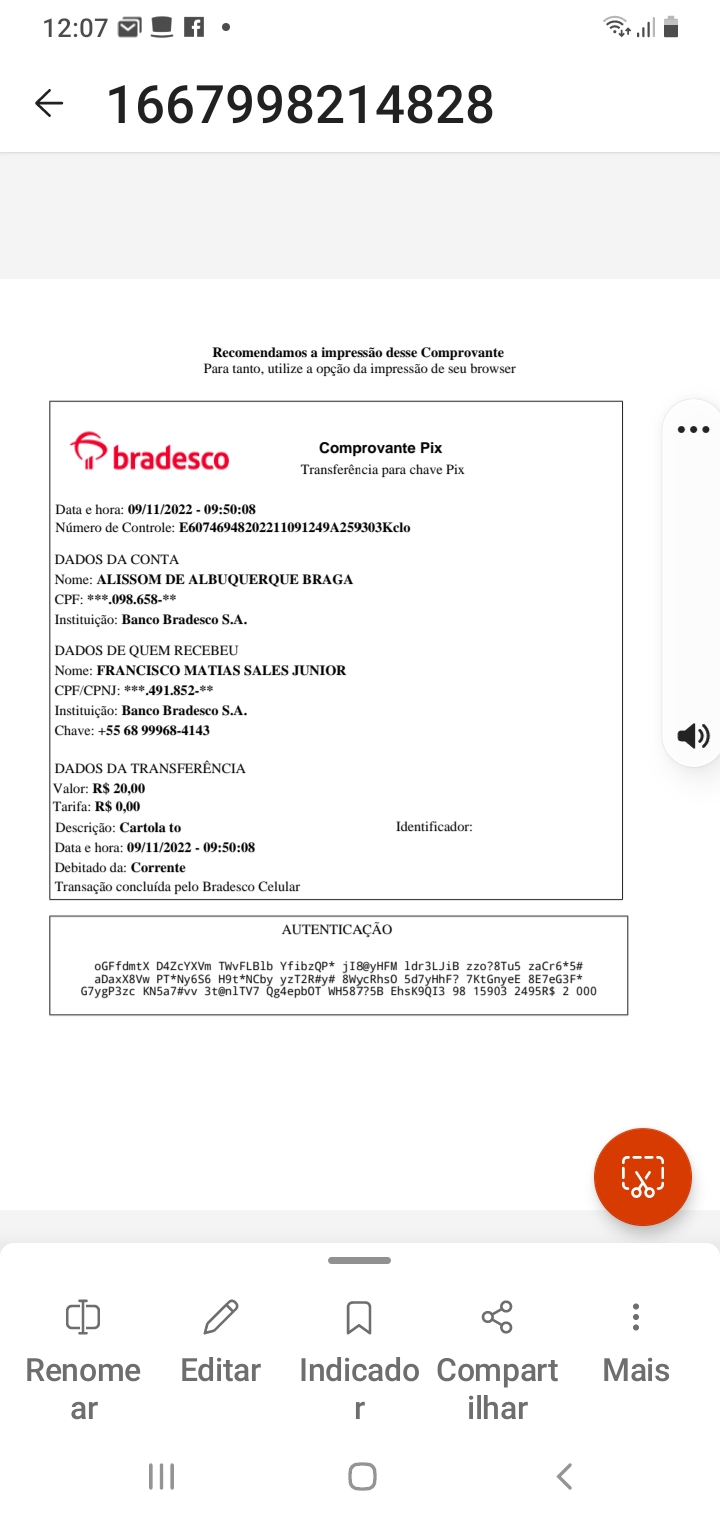 12:07
1667998214828
Recomendamos a impressão desse Comprovante
Para tanto, utilize a opção da impressão de seu browser
bradesco
Comprovante Pix
Transferência para chave Pix
Data e hora: 09/11/2022 - 09:50:08
Número de Controle: E60746948202211091249A259303Kclo
DADOS DA CONTA
Nome: ALISSOM DE ALBUQUERQUE BRAGA
CPF: ***.098.658-**
Instituição: Banco Bradesco S.A.
DADOS DE QUEM RECEBEU
Nome: FRANCISCO MATIAS SALES JUNIOR
CPF/CPNJ: ***.491.852-**
Instituição: Banco Bradesco S.A.
Chave: +55 68 99968-4143
DADOS DA TRANSFERÊNCIA
Valor: R$ 20,00
Tarifa: R$ 0,00
Descrição: Cartola to Identificador:
Data e hora: 09/11/2022 - 09:50:08
Debitado da: Corrente
Transação concluída pelo Bradesco Celular
AUTENTICAÇÃO
oGFfdmtX D4ZcYXVm TWvFLBlb YfibzQP* jI8@yHFM ldr3LJiB zzo?8Tu5 zaCr6*5#
aDaxX8Vw PT*Ny6S6 H9t*NCby yzT2R#y# 8WycRhsO 5d7yHhF? 7KtGnyeE 8E7eG3F*
G7ygP3zc KN5a7#vv 3t@nlTV7 Qg4epbOT WH587?5B EhsK9QI3 98 15903 2495R$ 2 000
Renome
ar
Editar
Indicado
r
Compart
ilhar
Mais